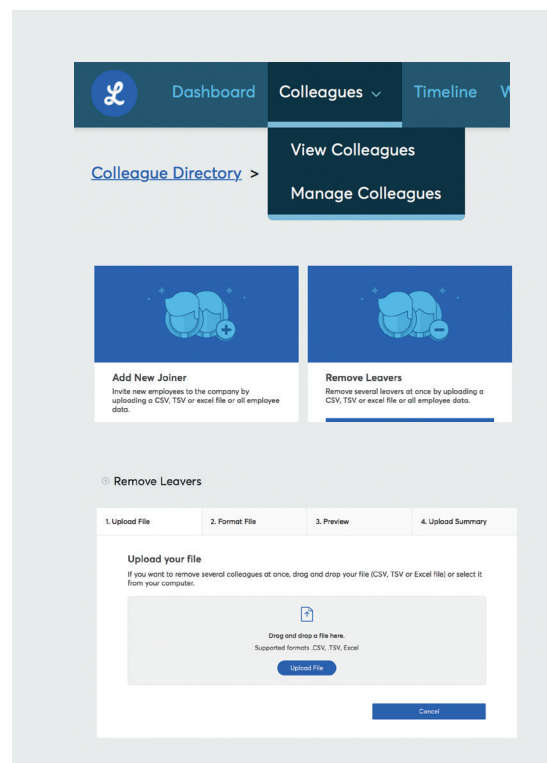 L
Dashboard
Colleagues
Timeline
Colleague Directory >
View Colleagues
Manage Colleagues
Add New Joiner
Invite new employees to the company by
uploading a CSV, TSV or excel file or all employee
data.
Remove Leavers
Remove several leavers at once by uploading a
CSV, TSV or excel file or all employee data.
Remove Leavers
1. Upload File
2. Format File
3. Preview
4. Upload Summary
Upload your file
If you want to remove several colleagues at once, drag and drop your file (CSV, TSV or Excel file) or select it
from your computer.
Drag and drop a file here.
Supported formats .CSV, .TSV, Excel
Upload File
Cancel